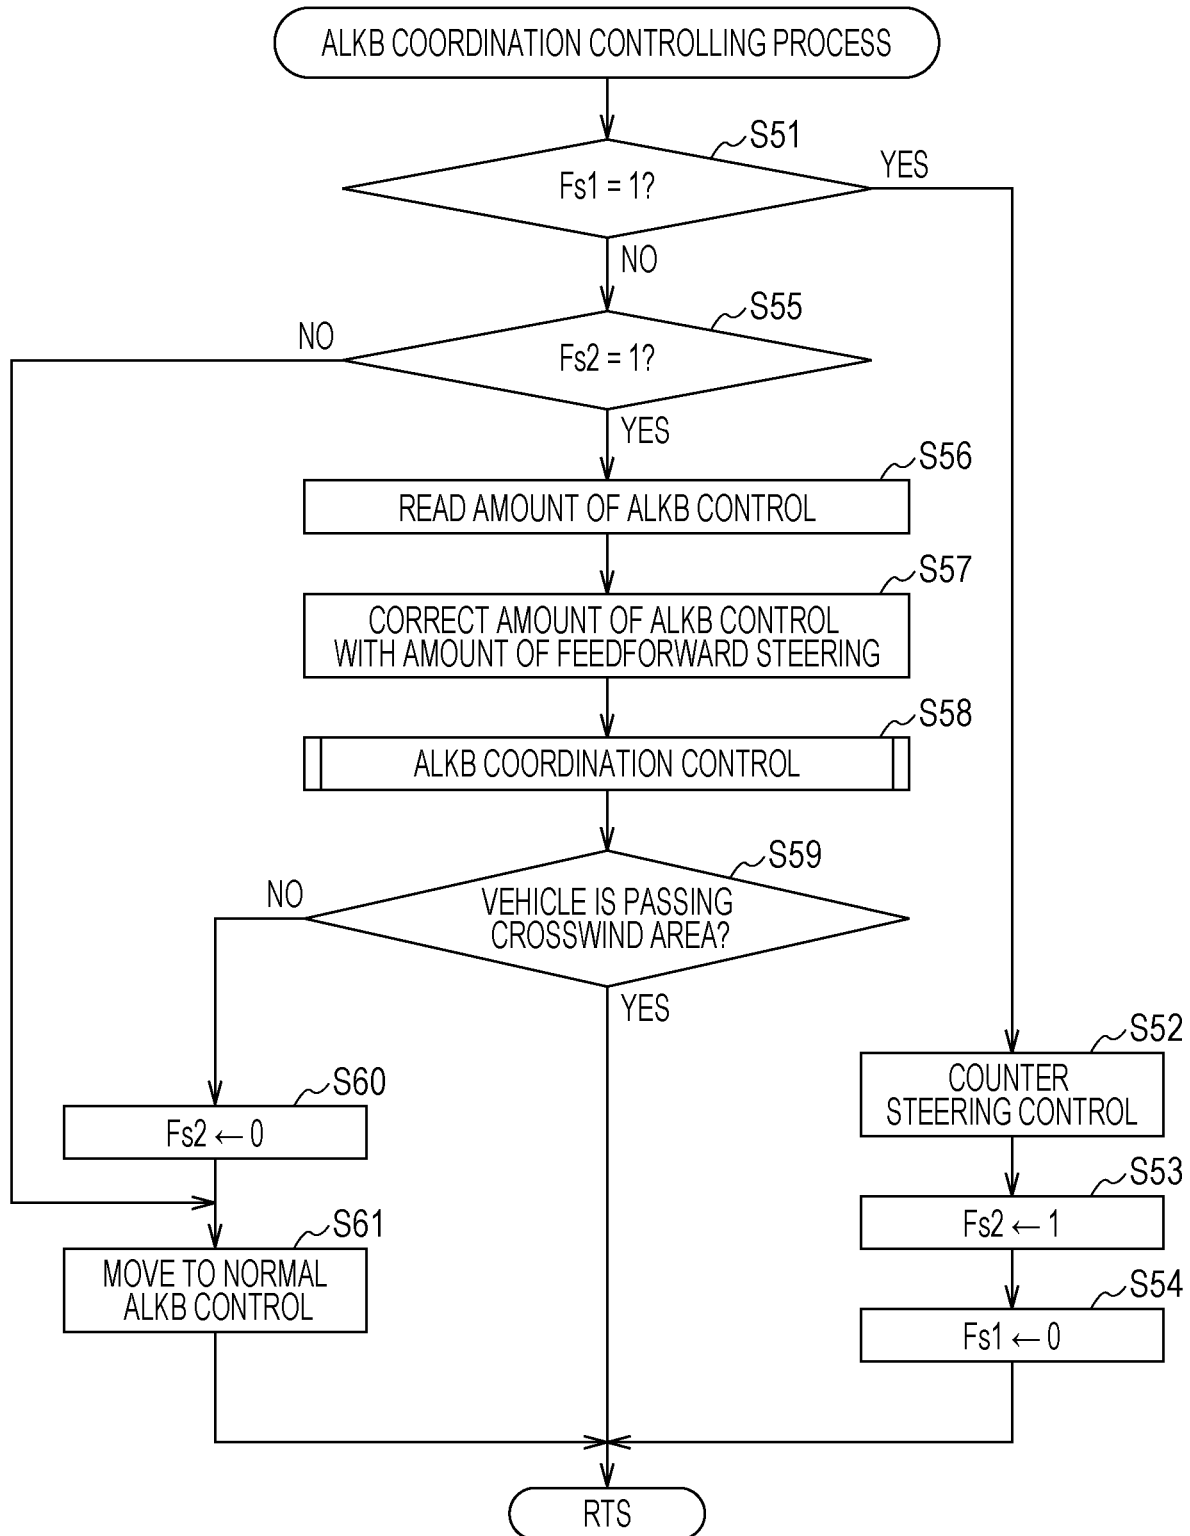 ALKB COORDINATION CONTROLLING PROCESS
S51
Fs1 = 1?
YES
NO
S55
Fs2 = 1?
NO
YES
S56
READ AMOUNT OF ALKB CONTROL
S57
CORRECT AMOUNT OF ALKB CONTROL
WITH AMOUNT OF FEEDFORWARD STEERING
S58
ALKB COORDINATION CONTROL
S59
VEHICLE IS PASSING
CROSSWIND AREA?
NO
YES
S52
COUNTER
STEERING CONTROL
S60
Fs2 ← 0
S53
Fs2 ← 1
S61
MOVE TO NORMAL
ALKB CONTROL
S54
Fs1 ← 0
RTS